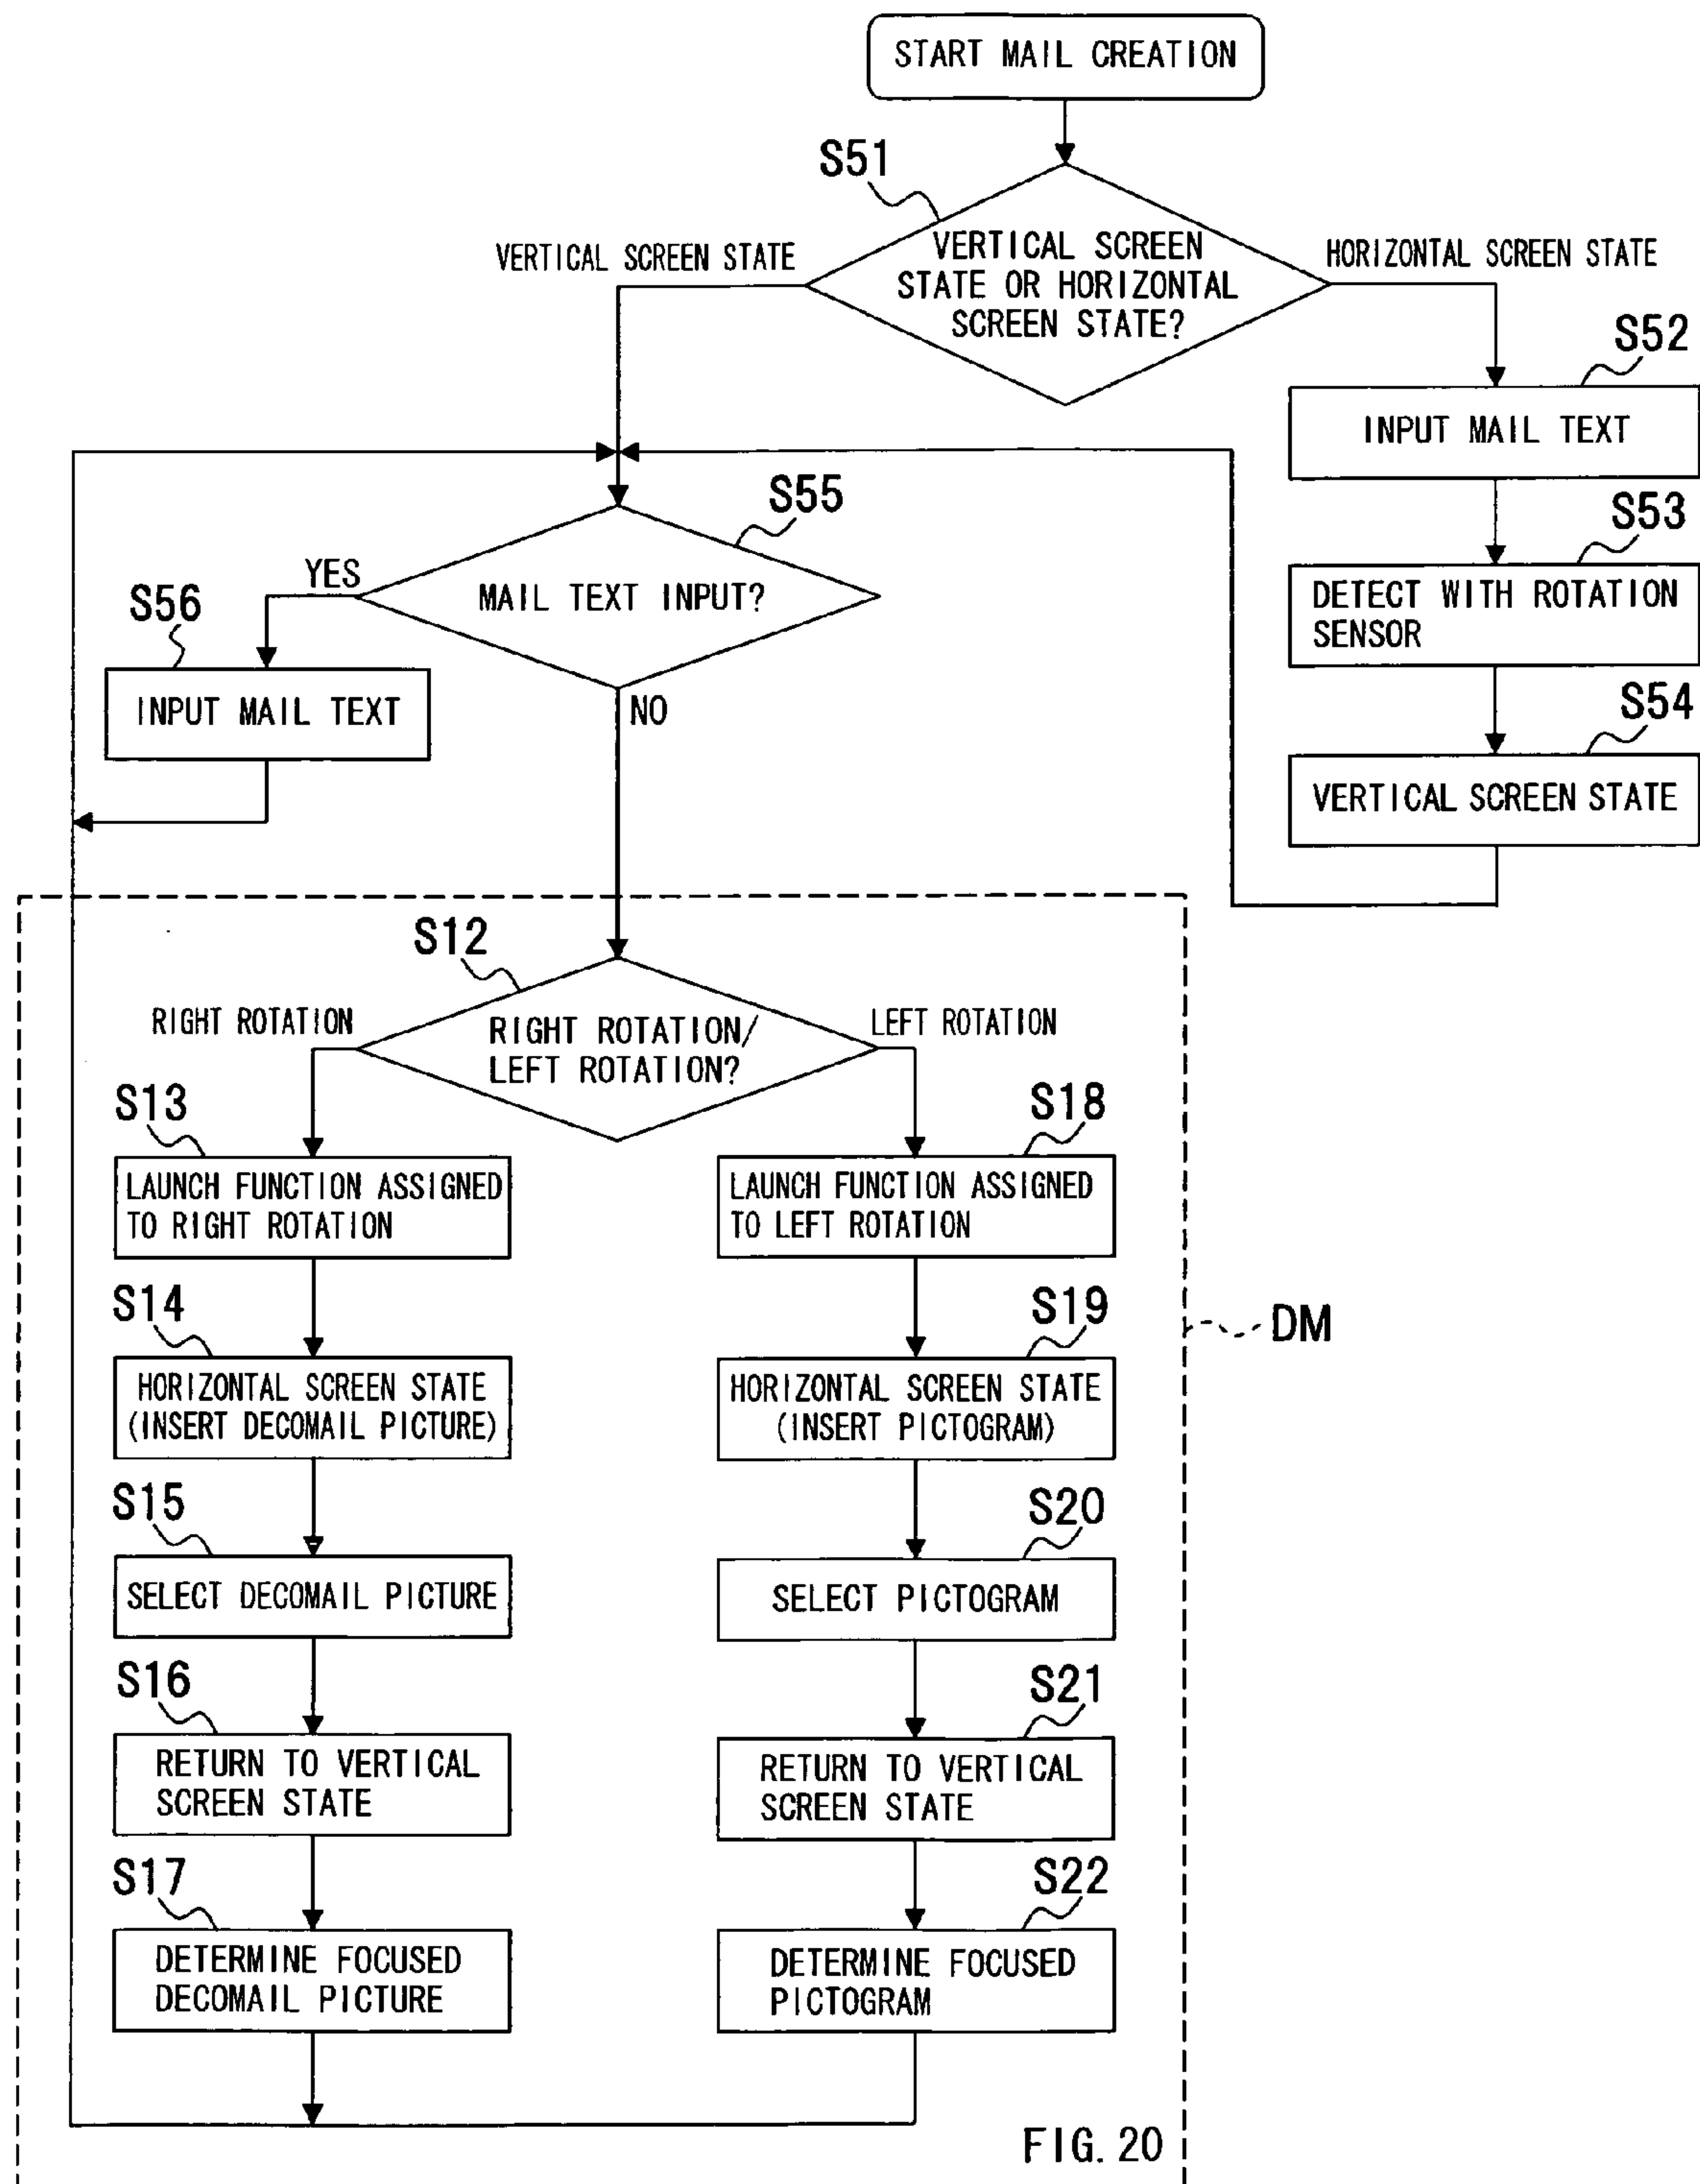 START MAIL CREATION
S51
VERTICAL SCREEN STATE
VERTICAL SCREEN
STATE OR HORIZONTAL
SCREEN STATE?
HORIZONTAL SCREEN STATE
S52
INPUT MAIL TEXT
S53
DETECT WITH ROTATION
SENSOR
S54
VERTICAL SCREEN STATE
S55
YES
MAIL TEXT INPUT?
S56
INPUT MAIL TEXT
NO
S12
RIGHT ROTATION
RIGHT ROTATION/
LEFT ROTATION?
LEFT ROTATION
S13
LAUNCH FUNCTION ASSIGNED
TO RIGHT ROTATION
S14
HORIZONTAL SCREEN STATE
(INSERT DECOMAIL PICTURE)
S15
SELECT DECOMAIL PICTURE
S16
RETURN TO VERTICAL
SCREEN STATE
S17
DETERMINE FOCUSED
DECOMAIL PICTURE
S18
LAUNCH FUNCTION ASSIGNED
TO LEFT ROTATION
S19
HORIZONTAL SCREEN STATE
(INSERT PICTOGRAM)
S20
SELECT PICTOGRAM
S21
RETURN TO VERTICAL
SCREEN STATE
S22
DETERMINE FOCUSED
PICTOGRAM
DM
FIG. 20